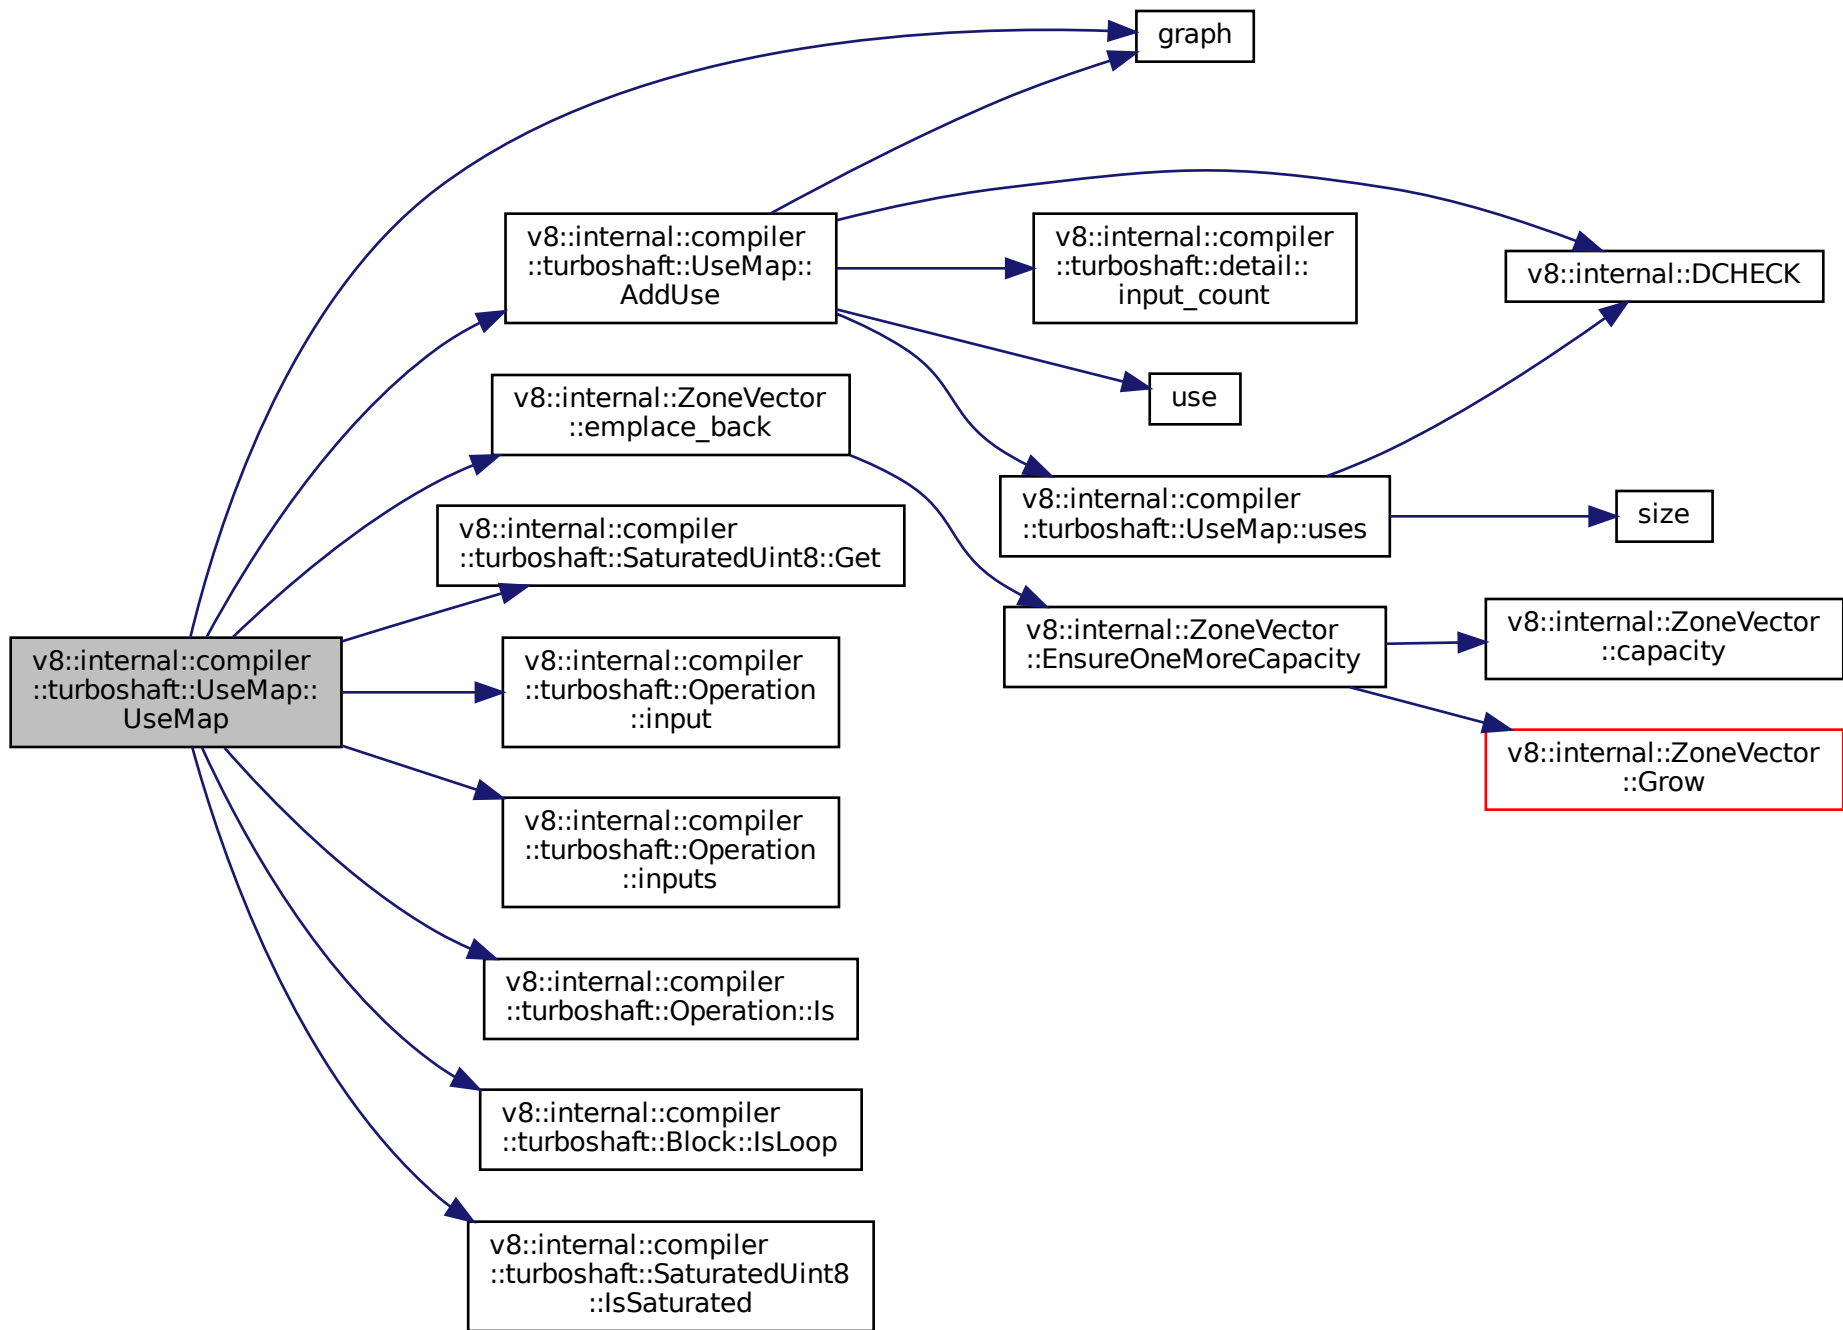 graph
v8::internal::compiler
::turboshaft::UseMap::
AddUse
v8::internal::compiler
::turboshaft::detail::
input_count
v8::internal::DCHECK
v8::internal::ZoneVector
::emplace_back
use
v8::internal::compiler
::turboshaft::UseMap::uses
size
v8::internal::compiler
::turboshaft::SaturatedUint8::Get
v8::internal::ZoneVector
::EnsureOneMoreCapacity
v8::internal::ZoneVector
::capacity
v8::internal::compiler
::turboshaft::UseMap::
UseMap
v8::internal::compiler
::turboshaft::Operation
::input
v8::internal::ZoneVector
::Grow
v8::internal::compiler
::turboshaft::Operation
::inputs
v8::internal::compiler
::turboshaft::Operation::Is
v8::internal::compiler
::turboshaft::Block::IsLoop
v8::internal::compiler
::turboshaft::SaturatedUint8
::IsSaturated